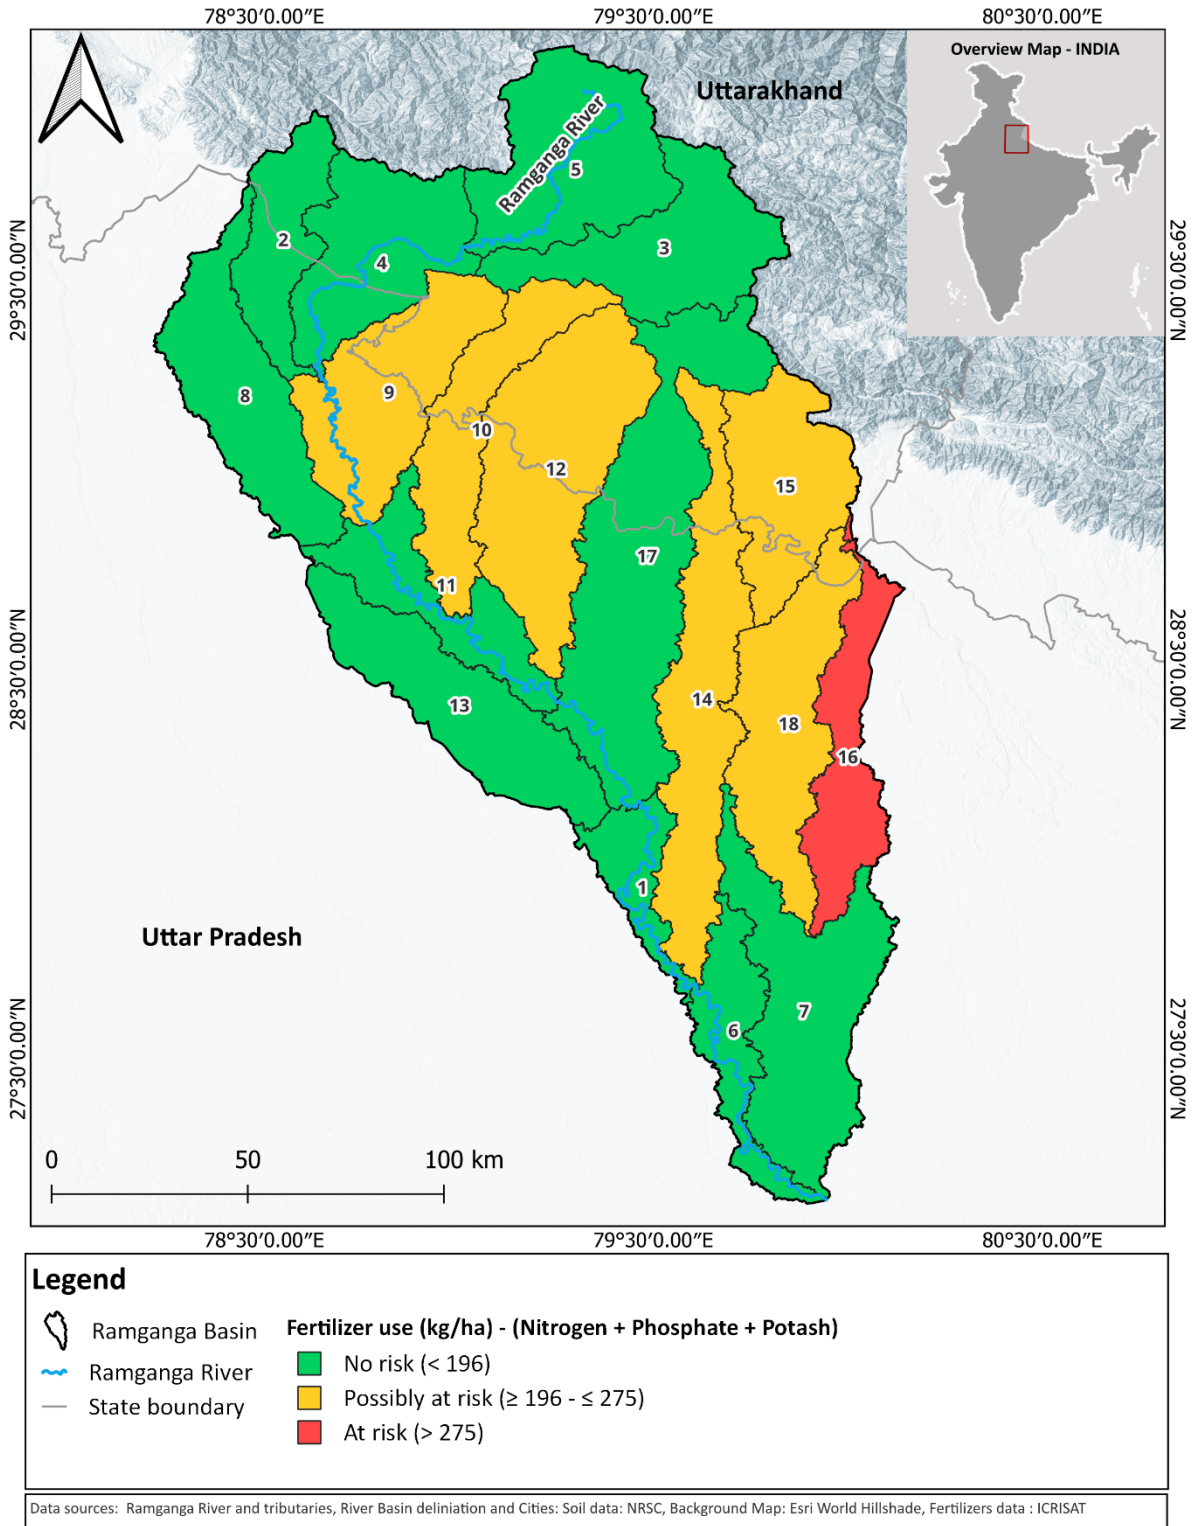 78°30′0.00″E 79°30′0.00″E 80°30′0.00″E
Overview Map - INDIA
Uttarakhand
Ramganga River
5
2
3
4
29°30′0.00″N
29°30′0.00″N
8
9
10
12
15
17
11
28°30′0.00″N
28°30′0.00″N
14
13
18
16
1
Uttar Pradesh
7
6
27°30′0.00″N
27°30′0.00″N
0 50 100 km
78°30′0.00″E 79°30′0.00″E 80°30′0.00″E
Legend
Ramganga Basin
Ramganga River
State boundary
Fertilizer use (kg/ha) - (Nitrogen + Phosphate + Potash)
No risk (< 196)
Possibly at risk (≥ 196 - ≤ 275)
At risk (> 275)
Data sources: Ramganga River and tributaries, River Basin deliniation and Cities: Soil data: NRSC, Background Map: Esri World Hillshade, Fertilizers data : ICRISAT